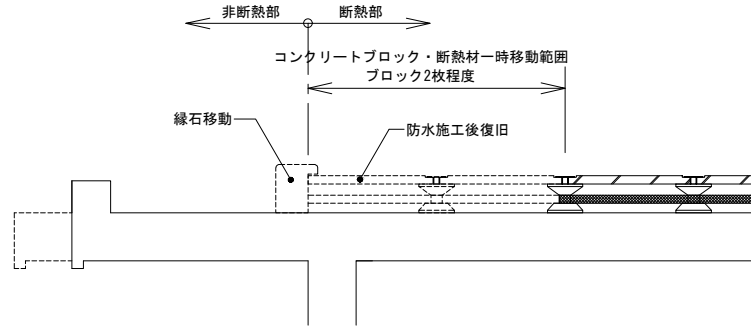 非断熱部
断熱部
コンクリートブロック・断熱材一時移動範囲
ブロック2枚程度
縁石移動
防水施工後復旧